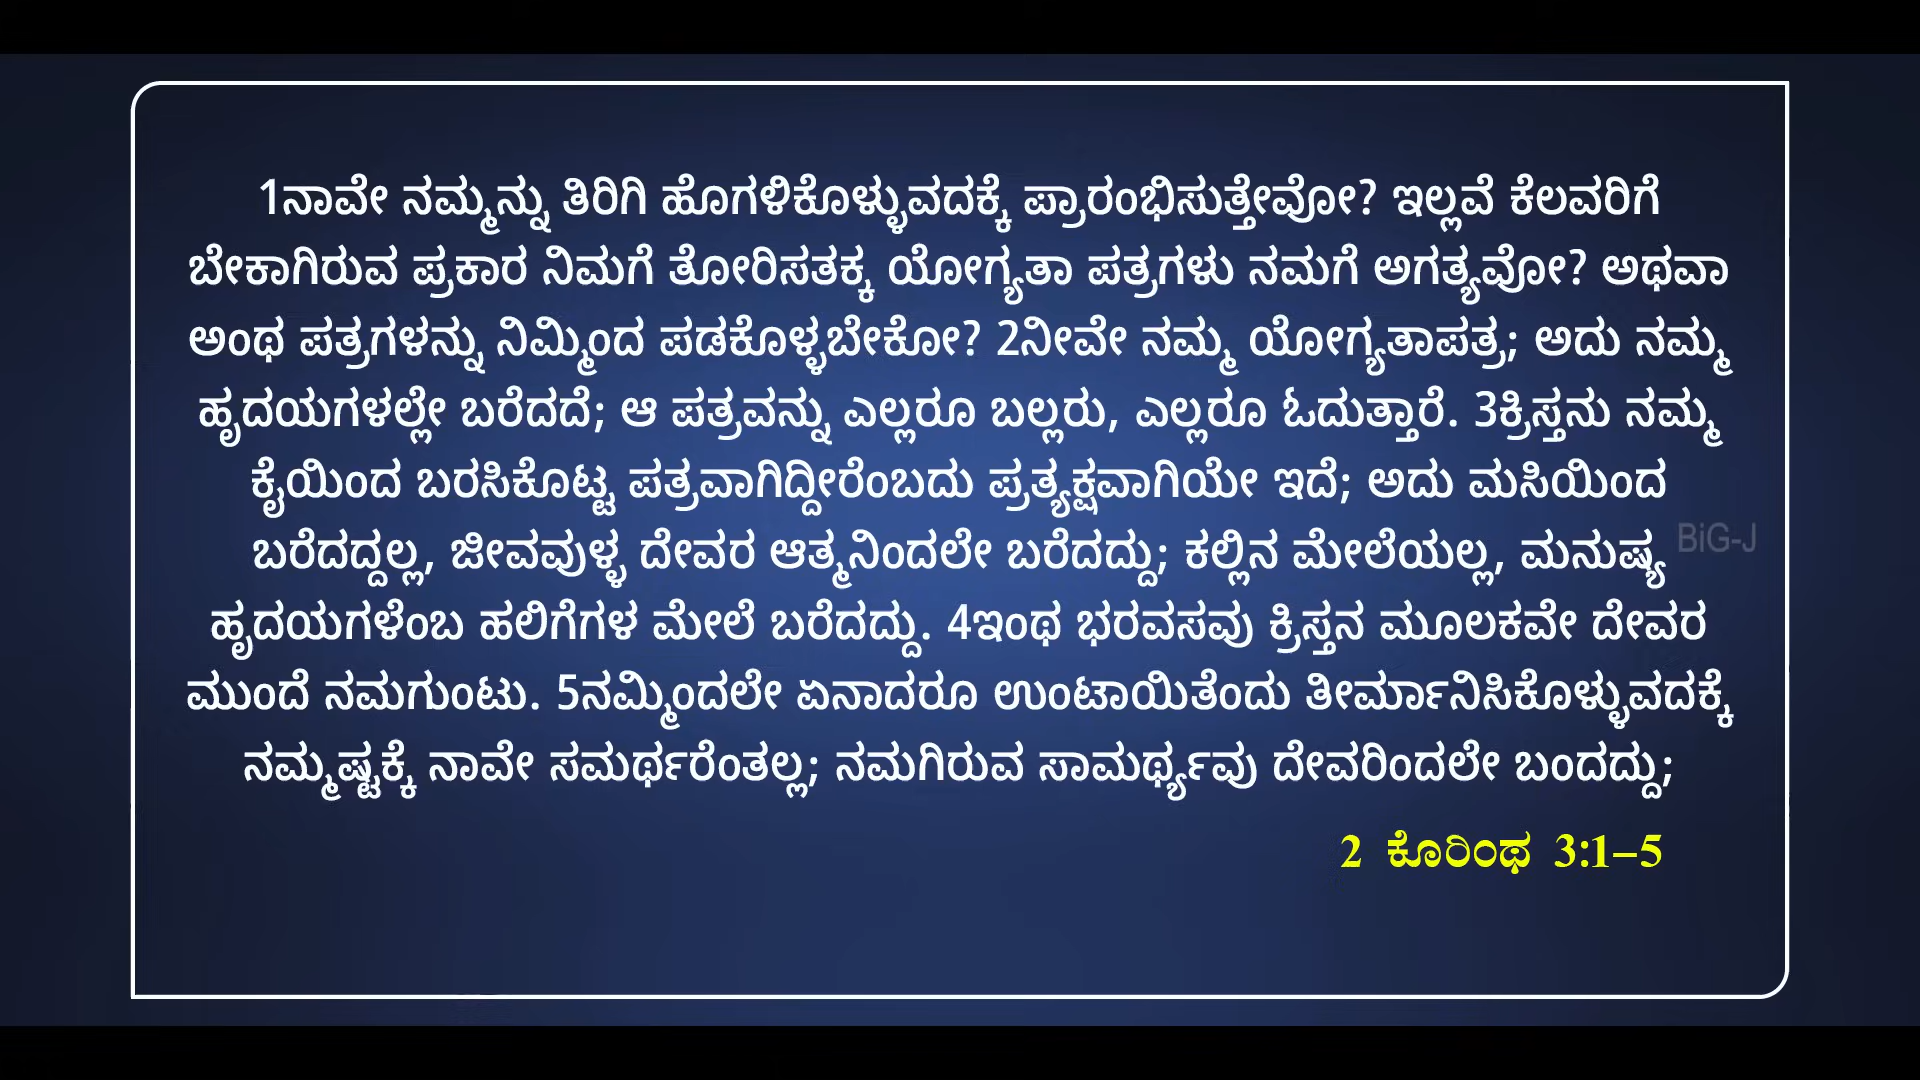 1ನಾವೇ ನಮ್ಮನ್ನು ತಿರಿಗಿ ಹೊಗಳಿಕೊಳ್ಳುವದಕ್ಕೆ ಪ್ರಾರಂಭಿಸುತ್ತೇವೋ? ಇಲ್ಲವೆ ಕೆಲವರಿಗೆ
ಬೇಕಾಗಿರುವ ಪ್ರಕಾರ ನಿಮಗೆ ತೋರಿಸತಕ್ಕ ಯೋಗ್ಯತಾ ಪತ್ರಗಳು ನಮಗೆ ಅಗತ್ಯವೋ? ಅಥವಾ
ಅಂಥ ಪತ್ರಗಳನ್ನು ನಿಮ್ಮಿಂದ ಪಡಕೊಳ್ಳಬೇಕೋ? 2ನೀವೇ ನಮ್ಮ ಯೋಗ್ಯತಾಪತ್ರ; ಅದು ನಮ್ಮ
ಹೃದಯಗಳಲ್ಲೇ ಬರೆದದೆ; ಆ ಪತ್ರವನ್ನು ಎಲ್ಲರೂ ಬಲ್ಲರು, ಎಲ್ಲರೂ ಓದುತ್ತಾರೆ. 3ಕ್ರಿಸ್ತನು ನಮ್ಮ
ಕೈಯಿಂದ ಬರಸಿಕೊಟ್ಟ ಪತ್ರವಾಗಿದ್ದೀರೆಂಬದು ಪ್ರತ್ಯಕ್ಷವಾಗಿಯೇ ಇದೆ; ಅದು ಮಸಿಯಿಂದ
ಬರೆದದ್ದಲ್ಲ, ಜೀವವುಳ್ಳ ದೇವರ ಆತ್ಮನಿಂದಲೇ ಬರೆದದ್ದು; ಕಲ್ಲಿನ ಮೇಲೆಯಲ್ಲ, ಮನುಷ್ಯ
BiG-J
ಹೃದಯಗಳೆಂಬ ಹಲಿಗೆಗಳ ಮೇಲೆ ಬರೆದದ್ದು. 4ಇಂಥ ಭರವಸವು ಕ್ರಿಸ್ತನ ಮೂಲಕವೇ ದೇವರ
ಮುಂದೆ ನಮಗುಂಟು. 5ನಮ್ಮಿಂದಲೇ ಏನಾದರೂ ಉಂಟಾಯಿತೆಂದು ತೀರ್ಮಾನಿಸಿಕೊಳ್ಳುವದಕ್ಕೆ
ನಮ್ಮಷ್ಟಕ್ಕೆ ನಾವೇ ಸಮರ್ಥರೆಂತಲ್ಲ; ನಮಗಿರುವ ಸಾಮರ್ಥ್ಯವು ದೇವರಿಂದಲೇ ಬಂದದ್ದು;
2 ಕೊರಿಂಥ 3:1–5